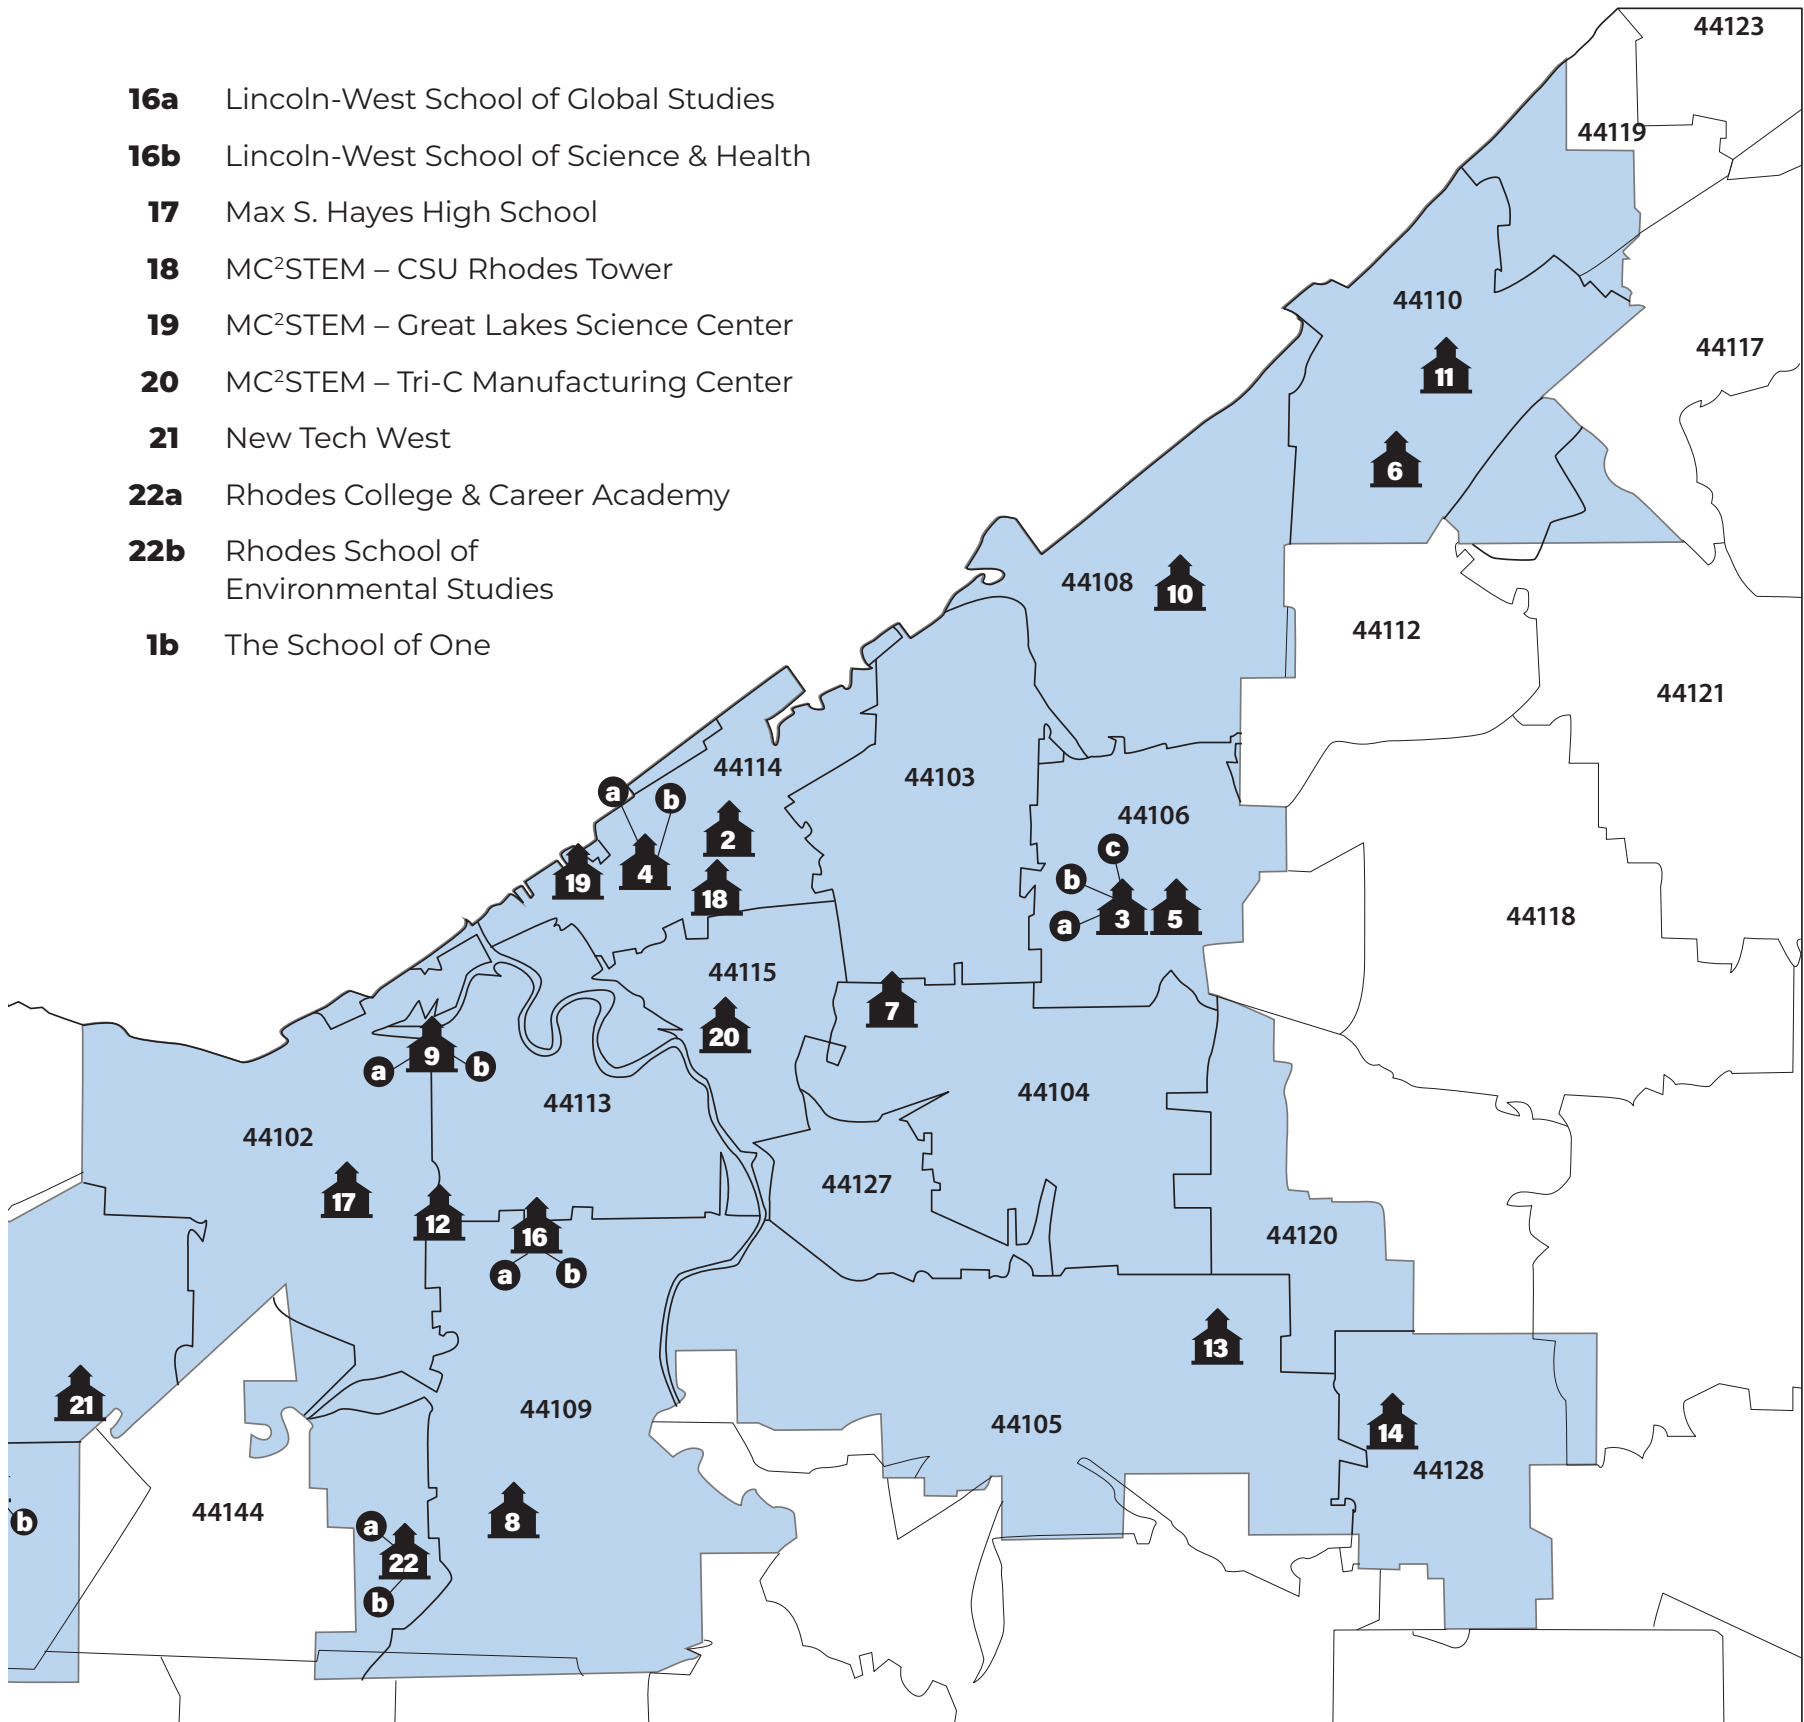 16a Lincoln-West School of Global Studies
16b Lincoln-West School of Science & Health
17 Max S. Hayes High School
18 MC²STEM – CSU Rhodes Tower
19 MC²STEM – Great Lakes Science Center
20 MC²STEM – Tri-C Manufacturing Center
21 New Tech West
22a Rhodes College & Career Academy
22b Rhodes School of
Environmental Studies
1b The School of One
44123
44119
44110
44117
11
6
44108
10
44112
44121
44114
44103
a
b
2
44106
c
4
19
18
b
3
5
a
44118
44115
7
20
9
a
b
44113
44104
44102
17
12
44127
16
44120
a
b
13
21
44109
44105
14
44128
44144
8
b
a
22
b